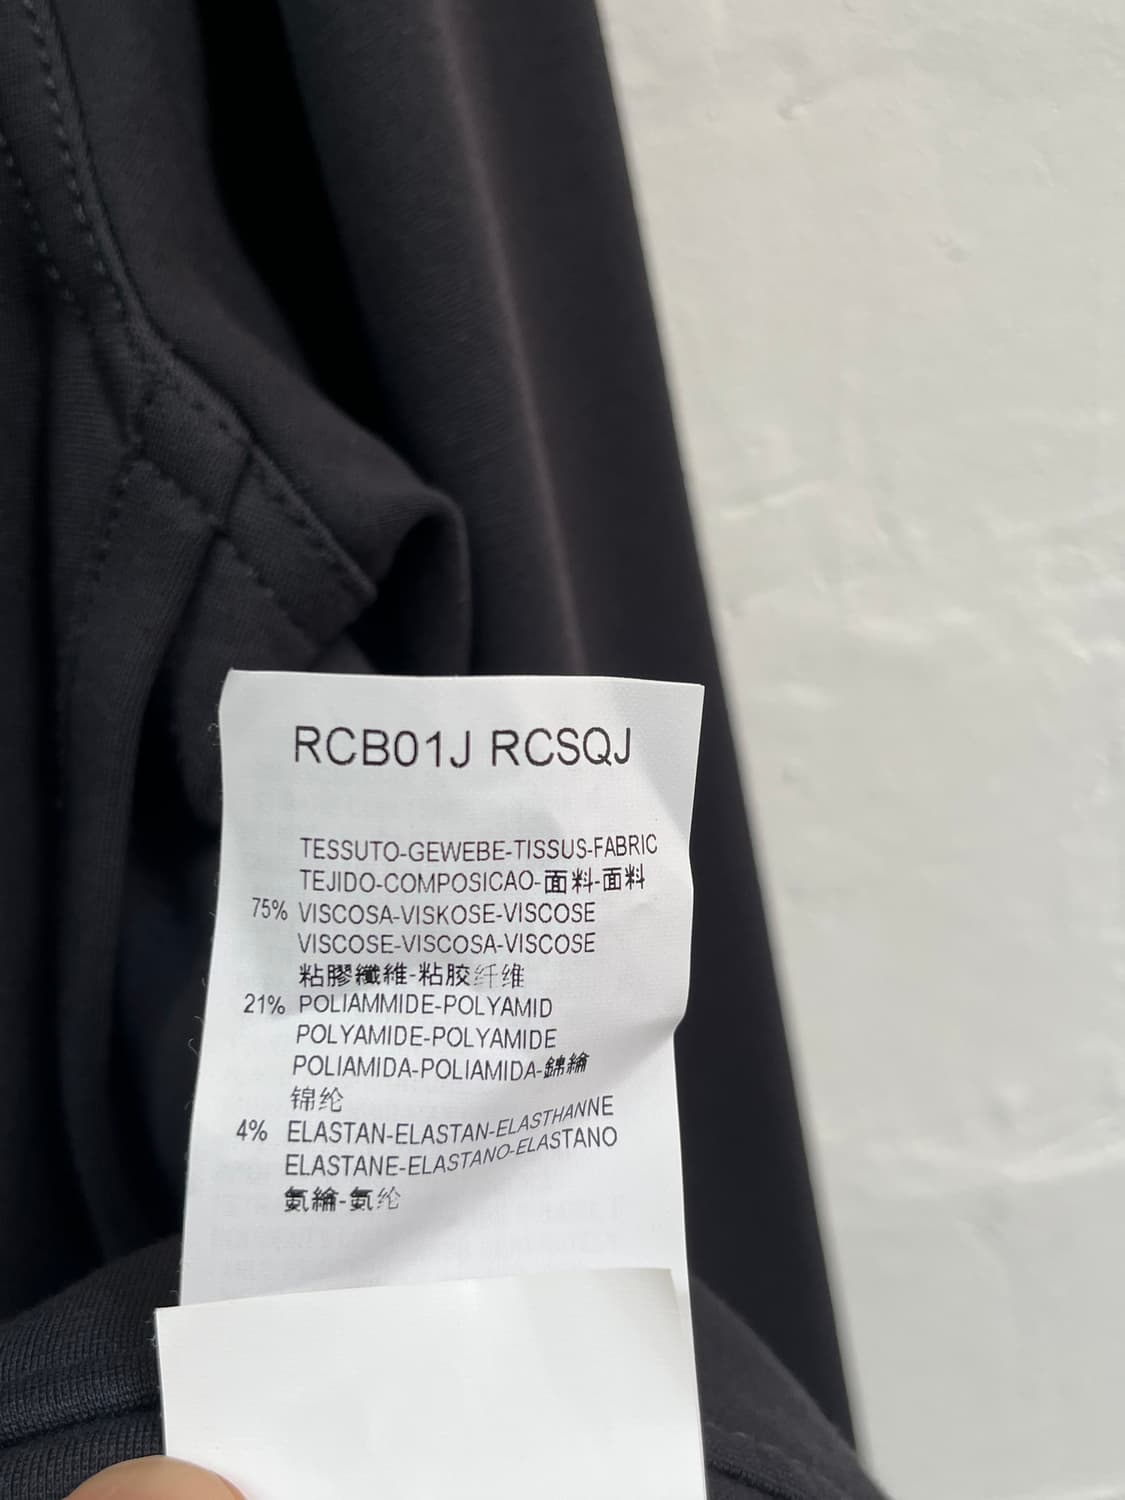 RCB01J RCSQJ
TESSUTO-GEWEBE-TISSUS-FABRIC
TEJIDO-COMPOSICAO-面料-面料
75% VISCOSA-VISKOSE-VISCOSE
VISCOSE-VISCOSA-VISCOSE
粘膠纖維-粘胶纤维
21% POLIAMMIDE-POLYAMID
POLYAMIDE-POLYAMIDE
POLIAMIDA-POLIAMIDA-錦綸
锦纶
4% ELASTAN-ELASTAN-ELASTHANNE
ELASTANE-ELASTANO-ELASTANO
氨綸-氨纶